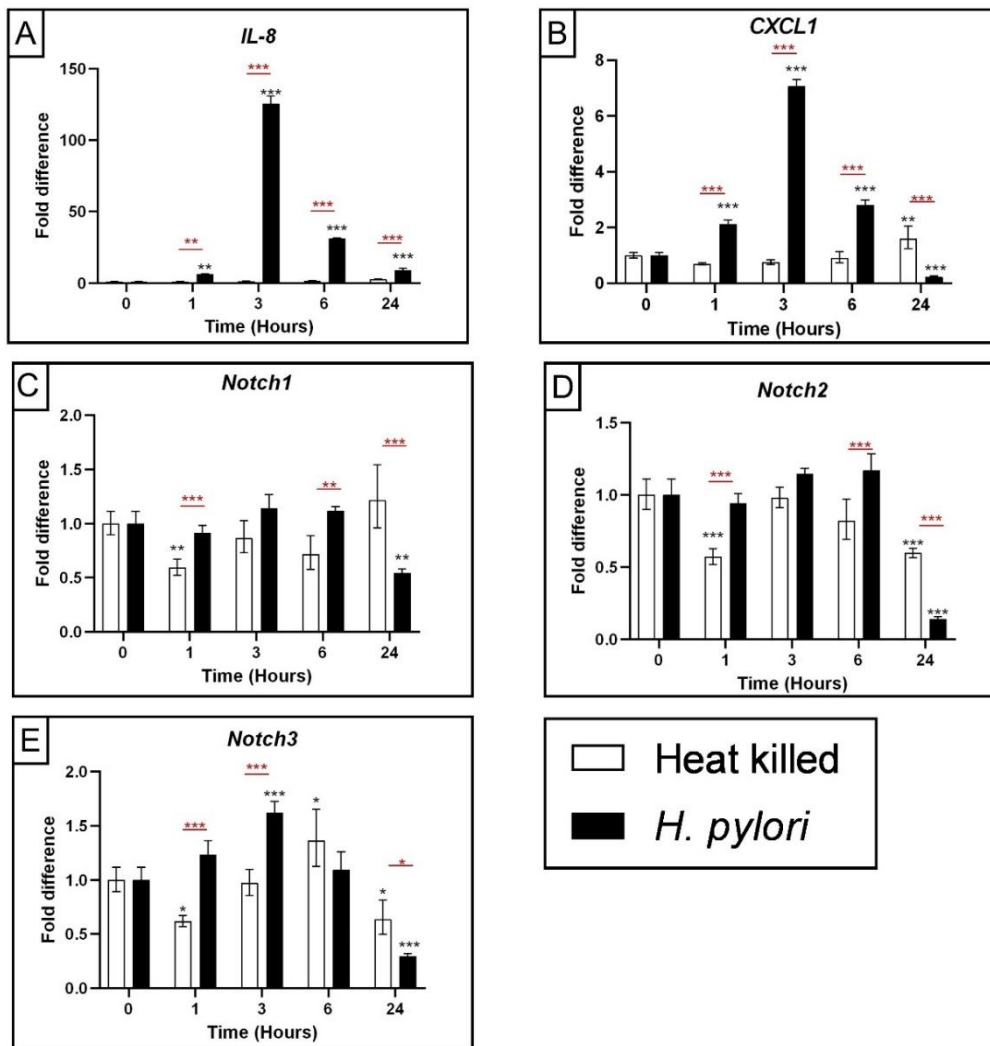 A
IL-8
Fold difference
150
100
50
0
**
**
***
***
***
***
***
***
0 1 3 6 24
Time (Hours)
B
CXCL1
Fold difference
8
6
4
2
0
***
***
***
***
***
***
***
**
***
0 1 3 6 24
Time (Hours)
C
Notch1
Fold difference
2.0
1.5
1.0
0.5
0.0
***
**
**
***
**
0 1 3 6 24
Time (Hours)
D
Notch2
Fold difference
1.5
1.0
0.5
0.0
***
***
***
***
***
***
0 1 3 6 24
Time (Hours)
E
Notch3
Fold difference
2.0
1.5
1.0
0.5
0.0
***
*
***
***
*
*
*
***
0 1 3 6 24
Time (Hours)
Heat killed
H. pylori